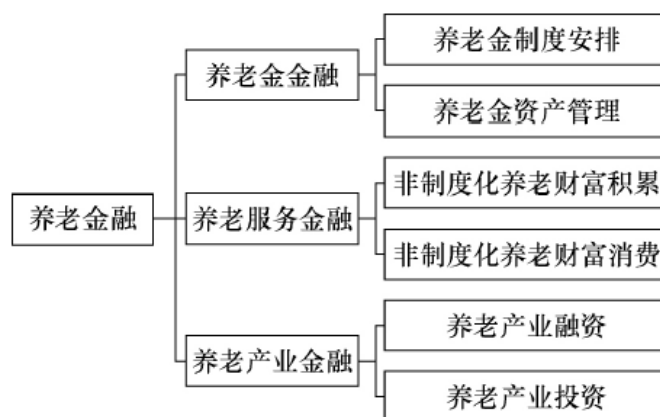 养老金融
养老金金融
养老金制度安排
养老金资产管理
养老服务金融
非制度化养老财富积累
非制度化养老财富消费
养老产业金融
养老产业融资
养老产业投资